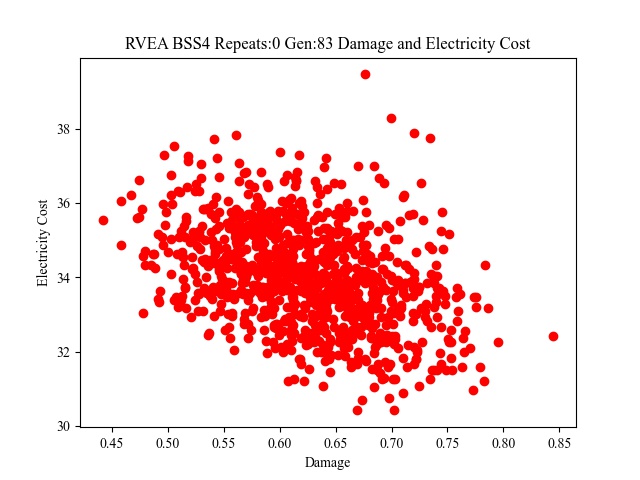 RVEA BSS4 Repeats:0 Gen:83 Damage and Electricity Cost
Electricity Cost
38
36
34
32
30
0.45 0.50 0.55 0.60 0.65 0.70 0.75 0.80 0.85
Damage